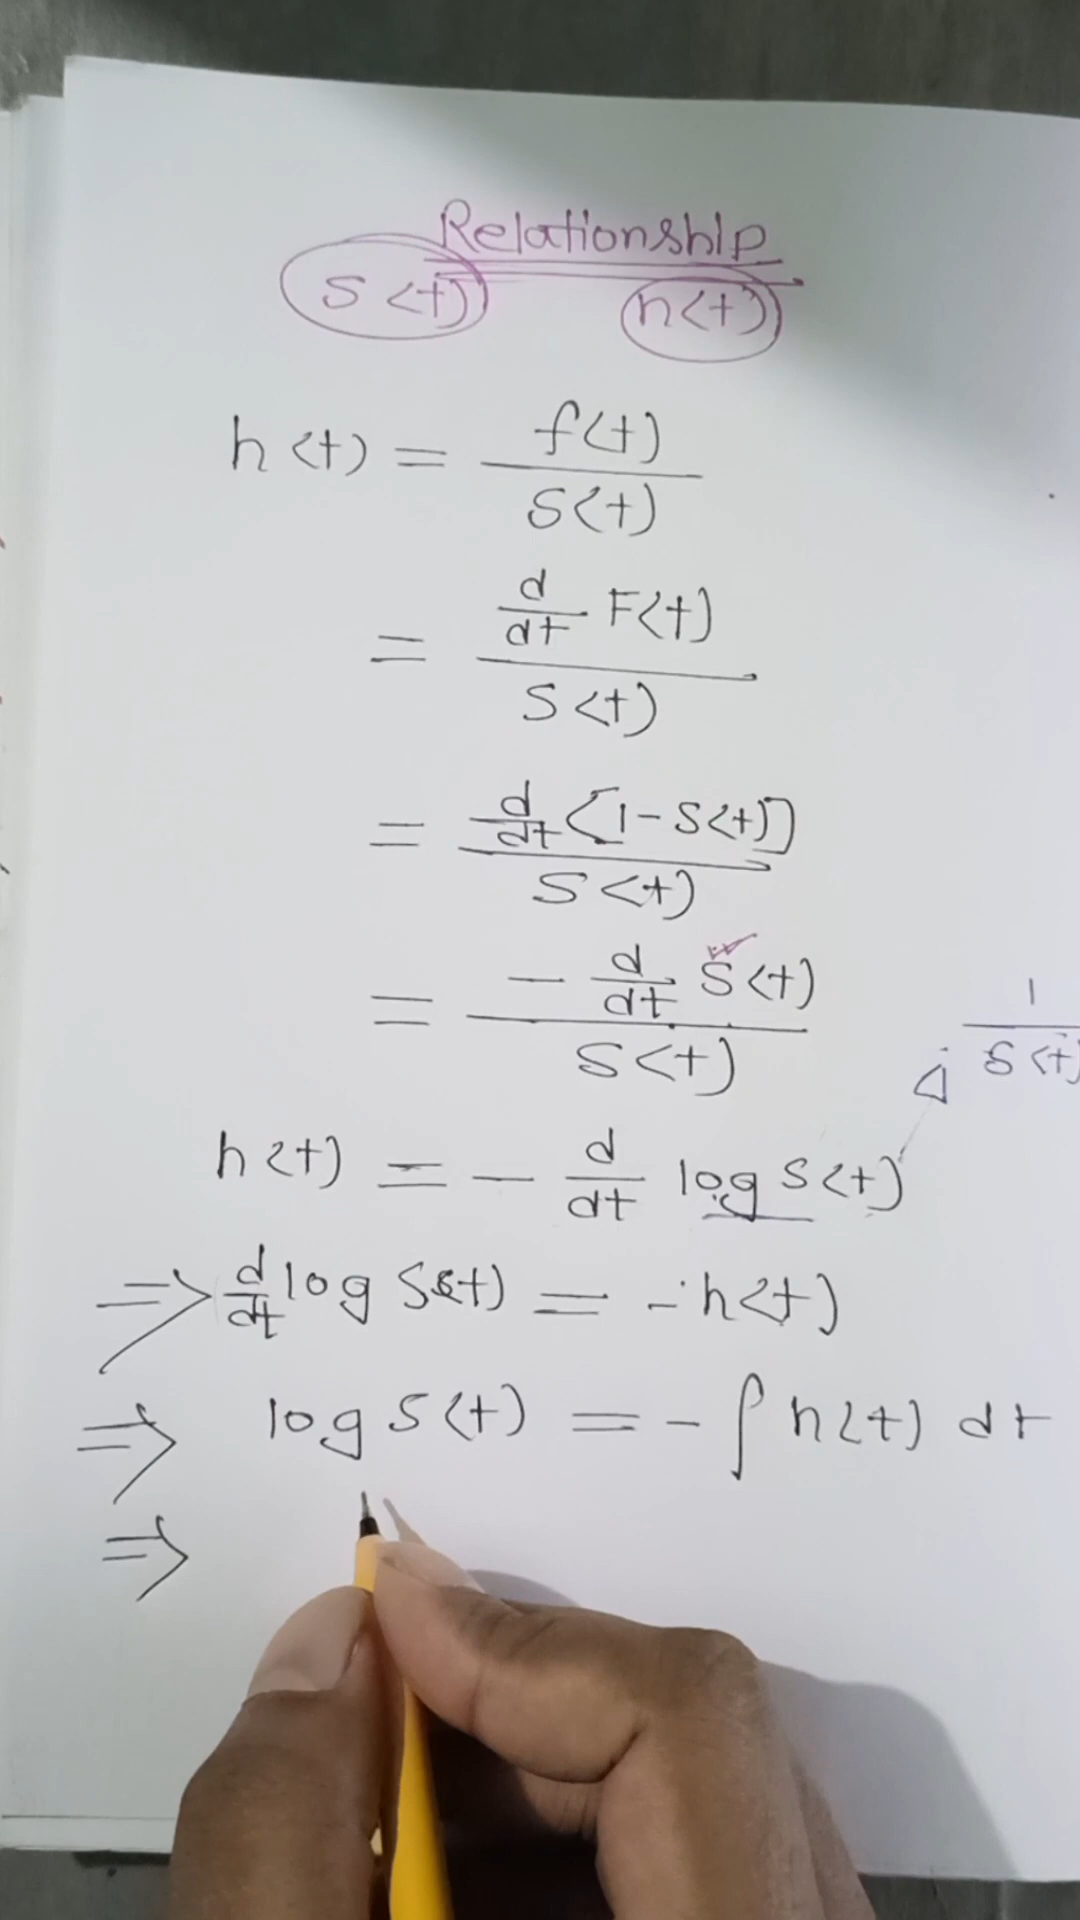 Relationship
S(t) h(t)
h(t) = f(t) / S(t)
= d/dt F(t) / S(t)
= d/dt [1-S(t)] / S(t)
= - d/dt S(t) / S(t)
1 / S(t)
h(t) = - d/dt log S(t)
⇒ d/dt log S(t) = - h(t)
⇒ log S(t) = - ∫ h(t) dt
⇒